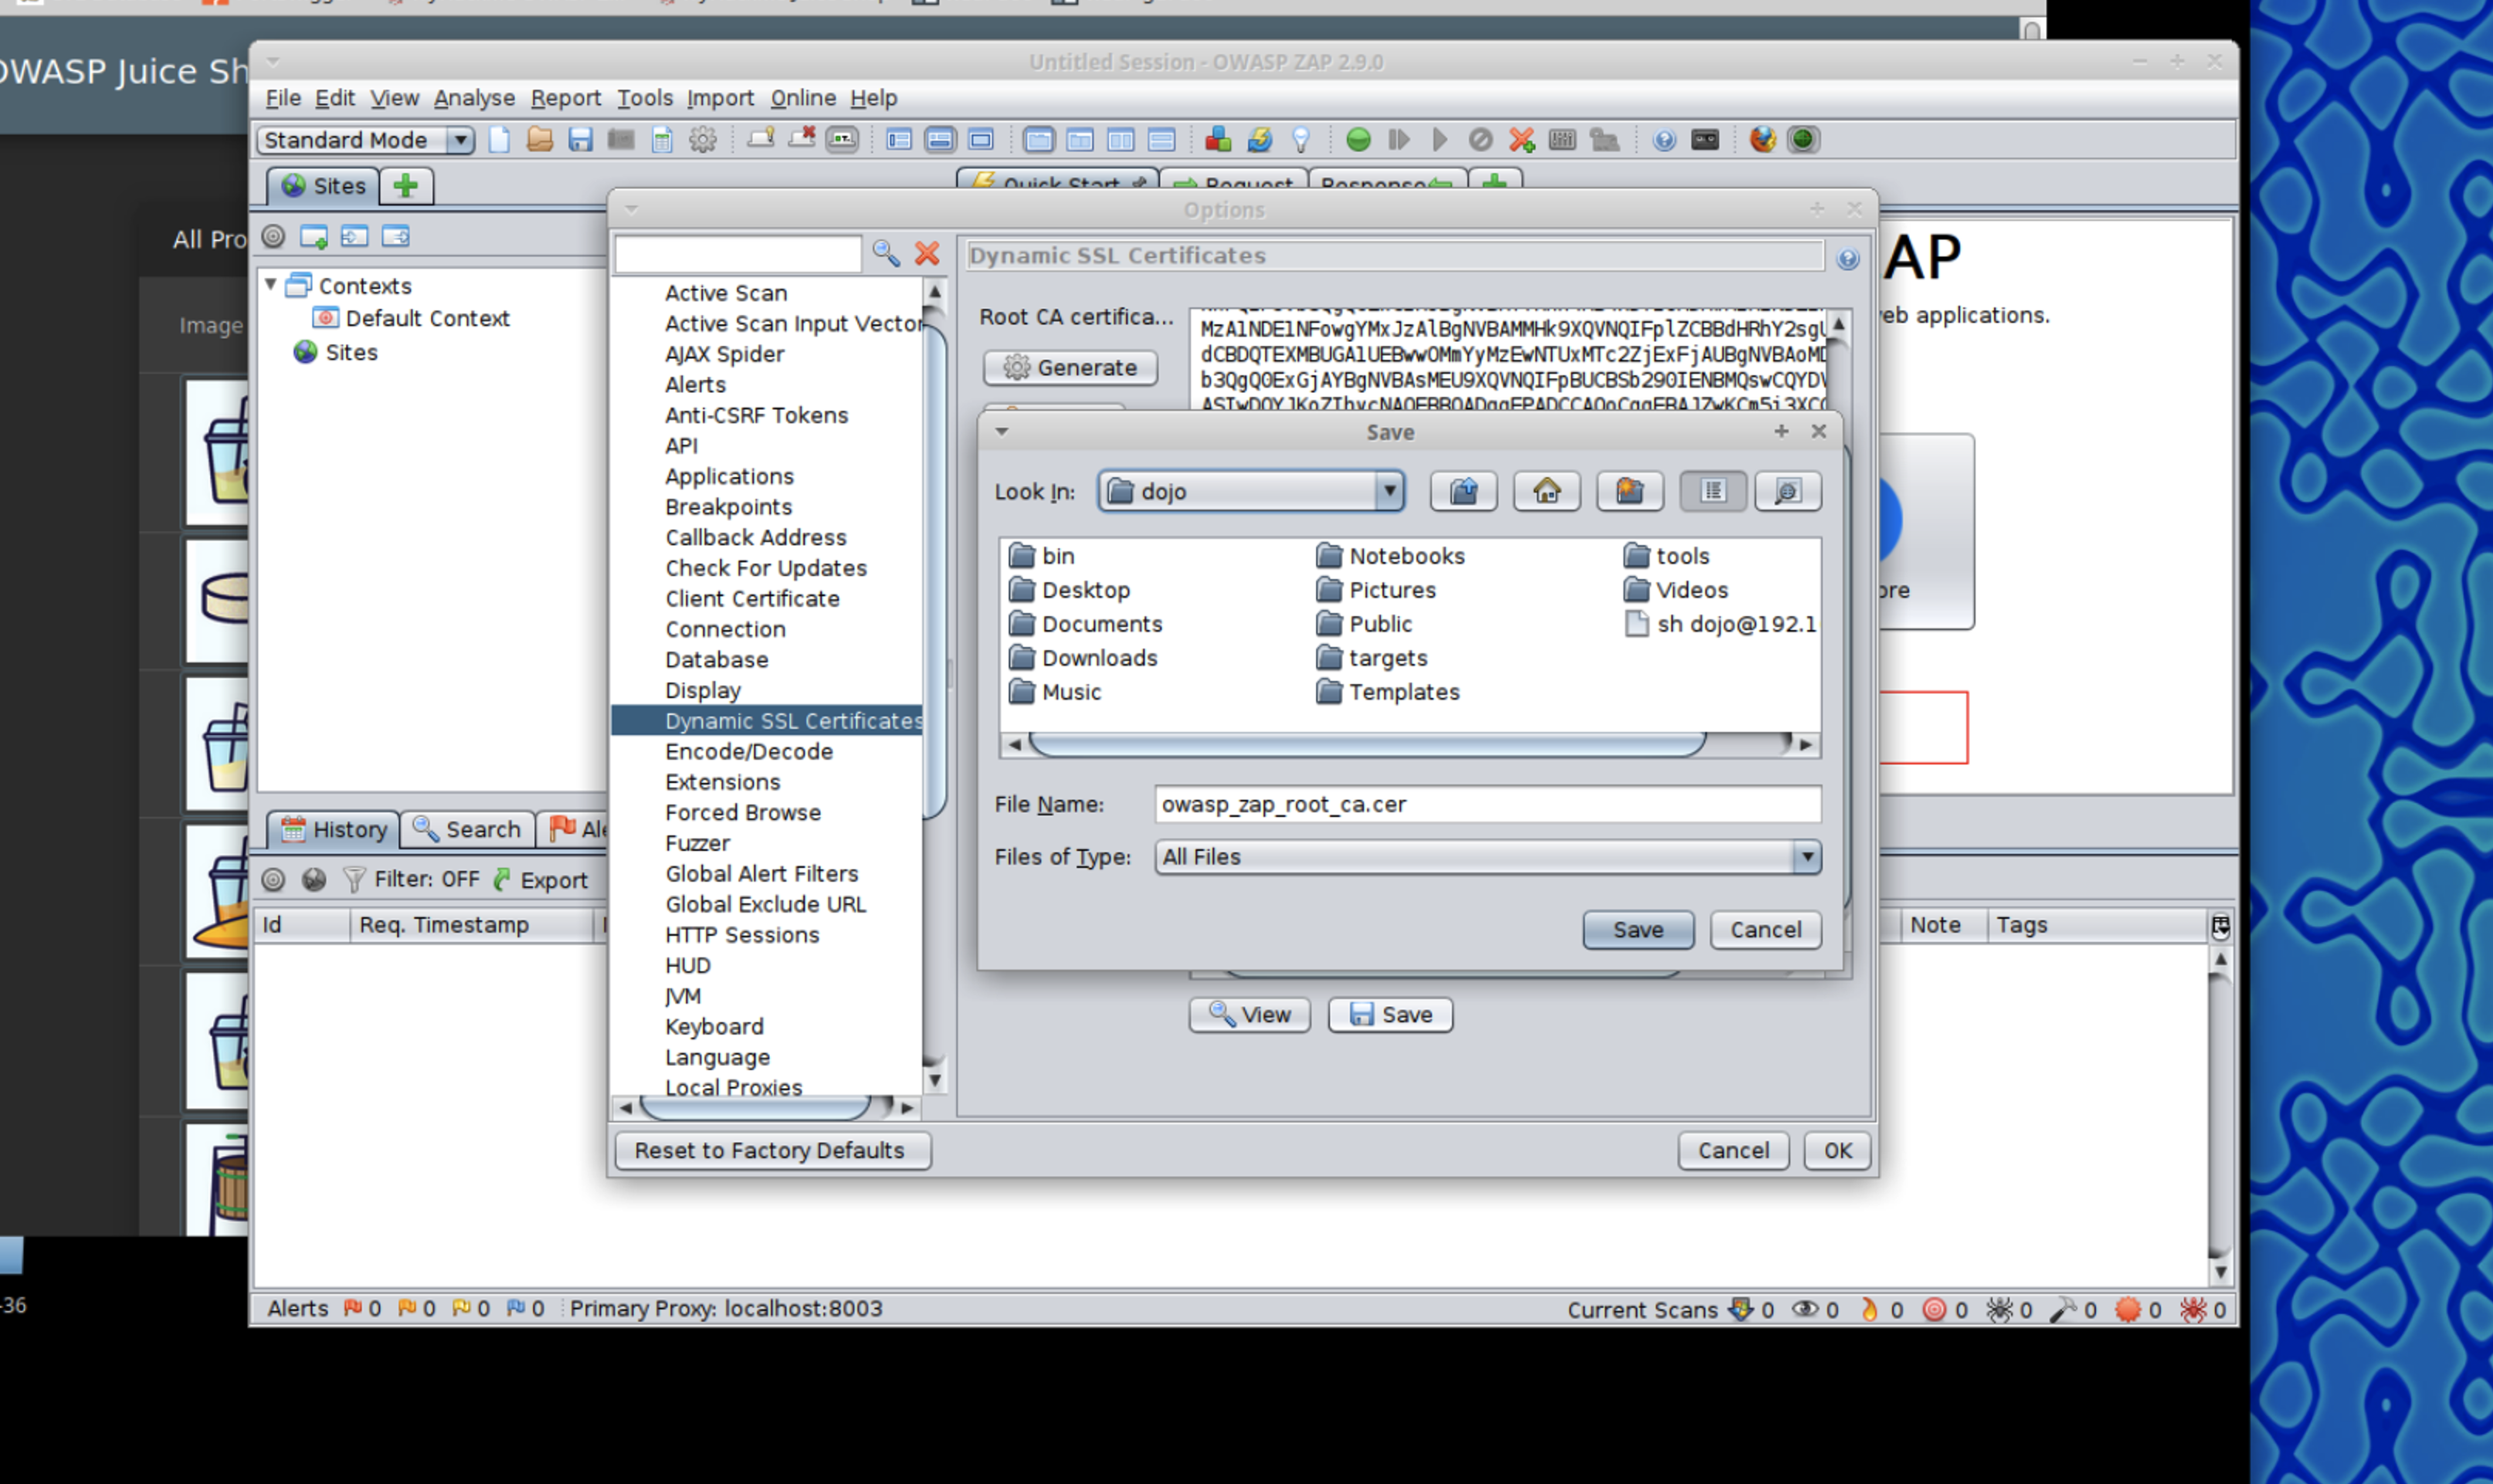 OWASP Juice Sh
Untitled Session - OWASP ZAP 2.9.0
File Edit View Analyse Report Tools Import Online Help
Standard Mode
Sites
Quick Start Request Response
Options
All Pro
Dynamic SSL Certificates
AP
Contexts
Default Context
Sites
Image
Active Scan
Active Scan Input Vector
AJAX Spider
Alerts
Anti-CSRF Tokens
API
Applications
Breakpoints
Callback Address
Check For Updates
Client Certificate
Connection
Database
Display
Dynamic SSL Certificates
Encode/Decode
Extensions
Forced Browse
Fuzzer
Global Alert Filters
Global Exclude URL
HTTP Sessions
HUD
JVM
Keyboard
Language
Local Proxies
Root CA certifica...
Generate
eb applications.
Save
Look In: dojo
bin Notebooks tools
Desktop Pictures Videos
Documents Public sh dojo@192.1
Downloads targets
Music Templates
ore
File Name: owasp_zap_root_ca.cer
Files of Type: All Files
Save Cancel
View Save
Reset to Factory Defaults Cancel OK
History Search Ale
Filter: OFF Export
Id Req. Timestamp Note Tags
-36
Alerts 0 0 0 0 Primary Proxy: localhost:8003 Current Scans 0 0 0 0 0 0 0 0